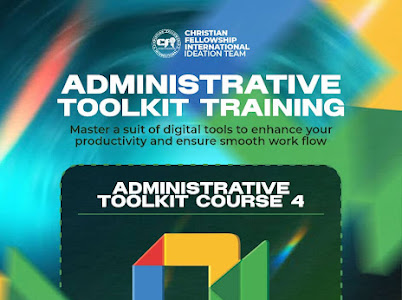 CHRISTIAN
FELLOWSHIP
INTERNATIONAL
IDEATION TEAM
ADMINISTRATIVE
TOOLKIT TRAINING
Master a suit of digital tools to enhance your
productivity and ensure smooth work flow
ADMINISTRATIVE
TOOLKIT COURSE 4